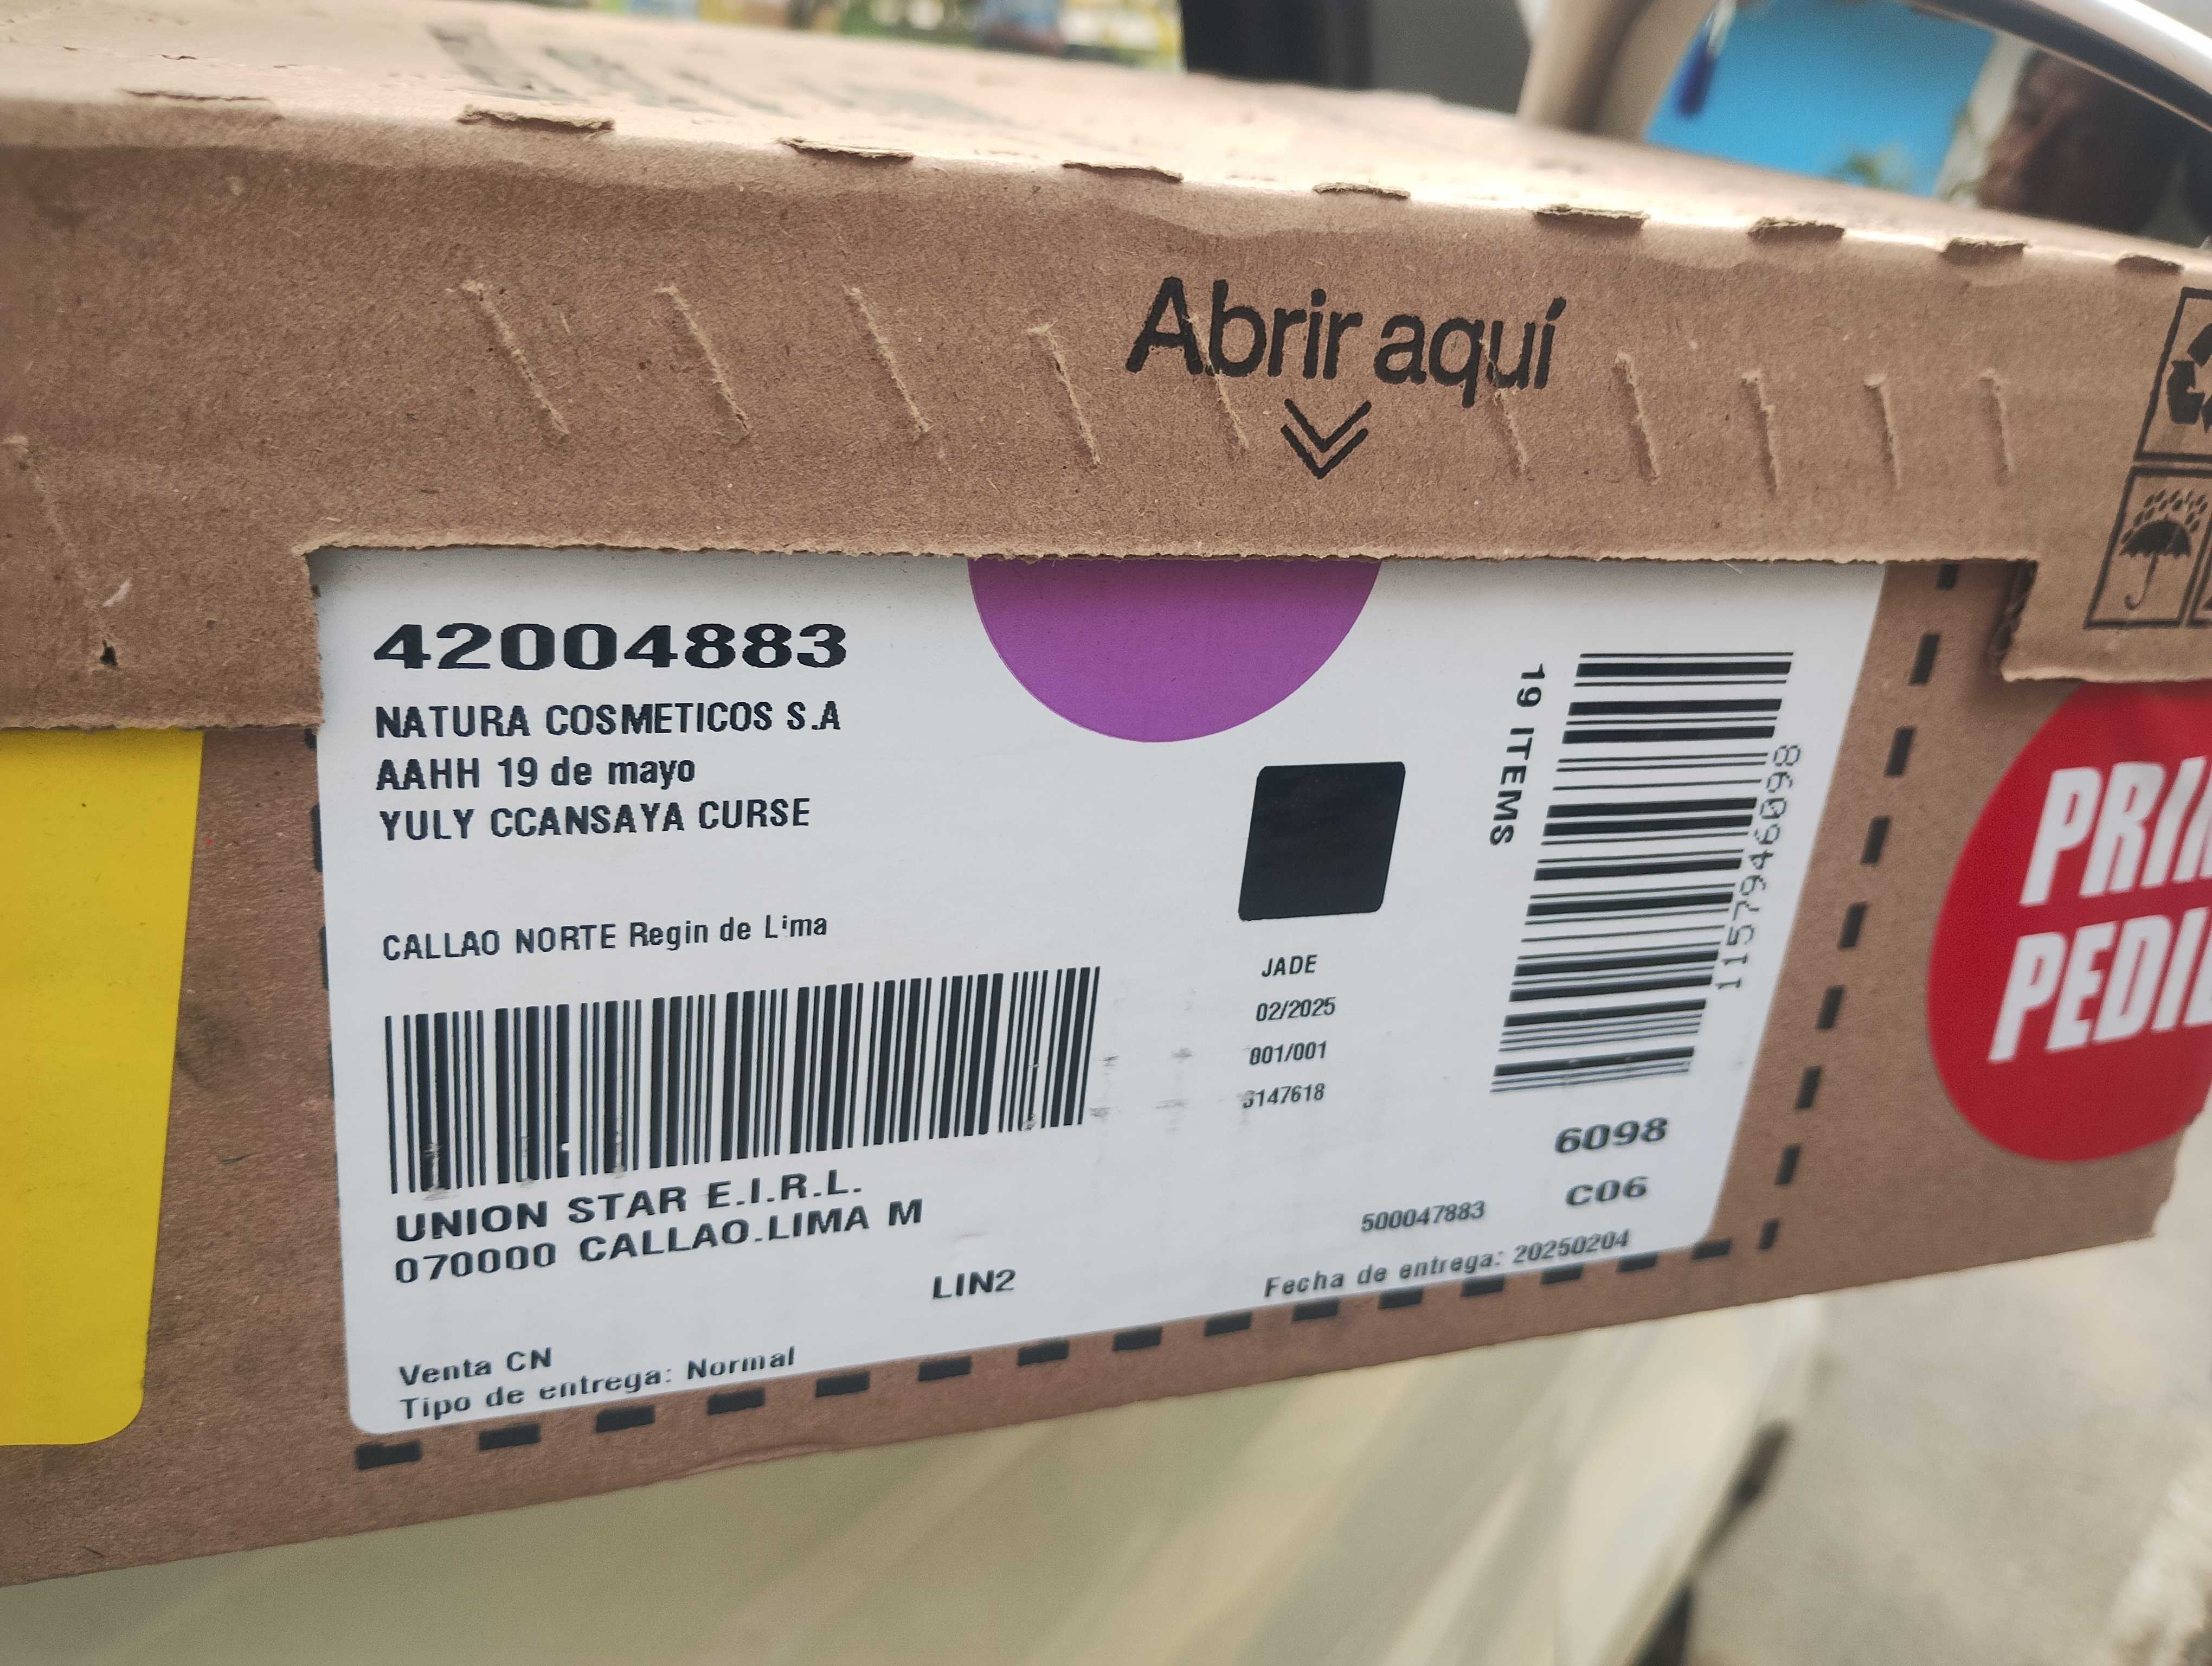 Abrir aquí
42004883
NATURA COSMETICOS S.A
AAHH 19 de mayo
YULY CCANSAYA CURSE
CALLAO NORTE Regin de Lima
UNION STAR E.I.R.L.
070000 CALLAO.LIMA M
LIN2
Venta CN
Tipo de entrega: Normal
JADE
02/2025
001/001
3147618
19 ITEMS
1157946098
6098
C06
500047883
Fecha de entrega: 20250204